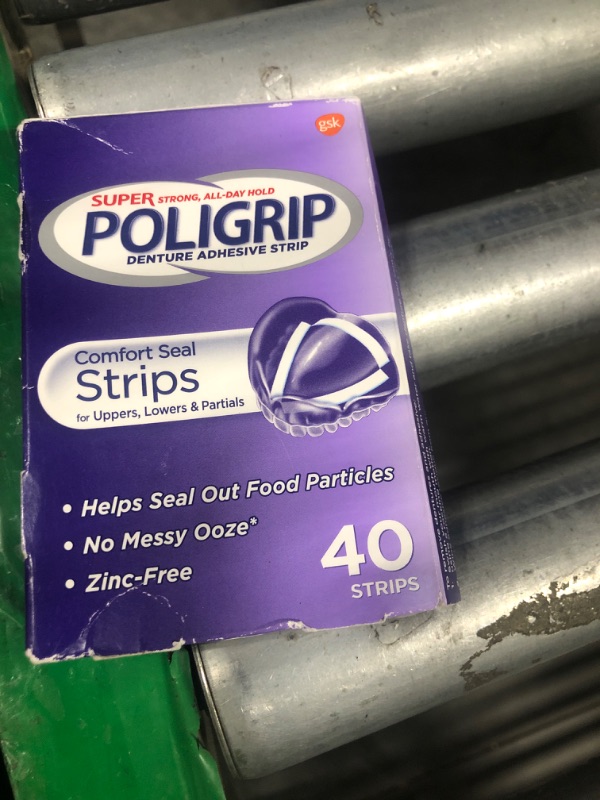 gsk
SUPER STRONG, ALL-DAY HOLD
POLIGRIP
DENTURE ADHESIVE STRIP
Comfort Seal
Strips
for Uppers, Lowers & Partials
• Helps Seal Out Food Particles
• No Messy Ooze*
• Zinc-Free
40
STRIPS